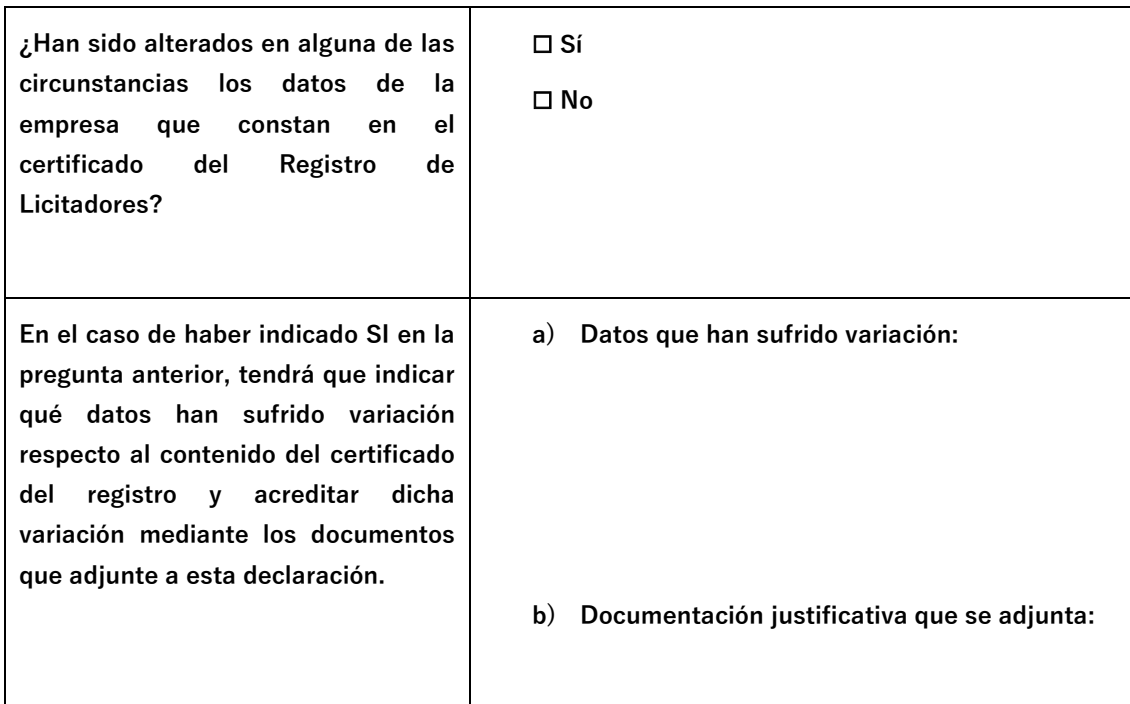 ¿Han sido alterados en alguna de las
circunstancias los datos de la
empresa que constan en el
certificado del Registro de
Licitadores?
☐ Sí
☐ No
En el caso de haber indicado SI en la
pregunta anterior, tendrá que indicar
qué datos han sufrido variación
respecto al contenido del certificado
del registro y acreditar dicha
variación mediante los documentos
que adjunte a esta declaración.
a) Datos que han sufrido variación:
b) Documentación justificativa que se adjunta: